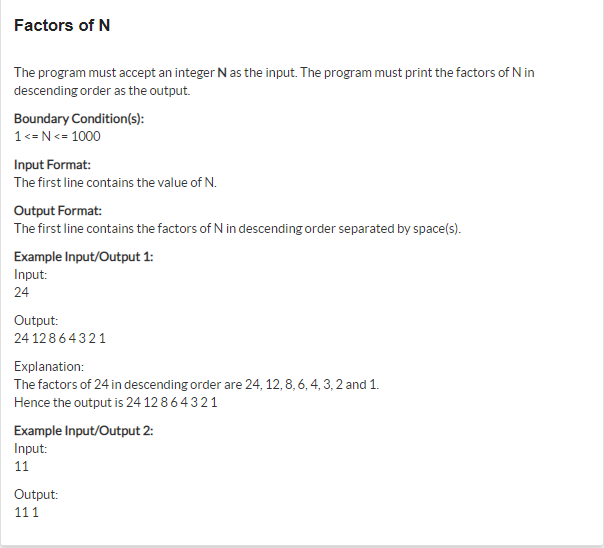 Factors of N
The program must accept an integer N as the input. The program must print the factors of N in
descending order as the output.
Boundary Condition(s):
1 <= N <= 1000
Input Format:
The first line contains the value of N.
Output Format:
The first line contains the factors of N in descending order separated by space(s).
Example Input/Output 1:
Input:
24
Output:
24 12 8 6 4 3 2 1
Explanation:
The factors of 24 in descending order are 24, 12, 8, 6, 4, 3, 2 and 1.
Hence the output is 24 12 8 6 4 3 2 1
Example Input/Output 2:
Input:
11
Output:
11 1